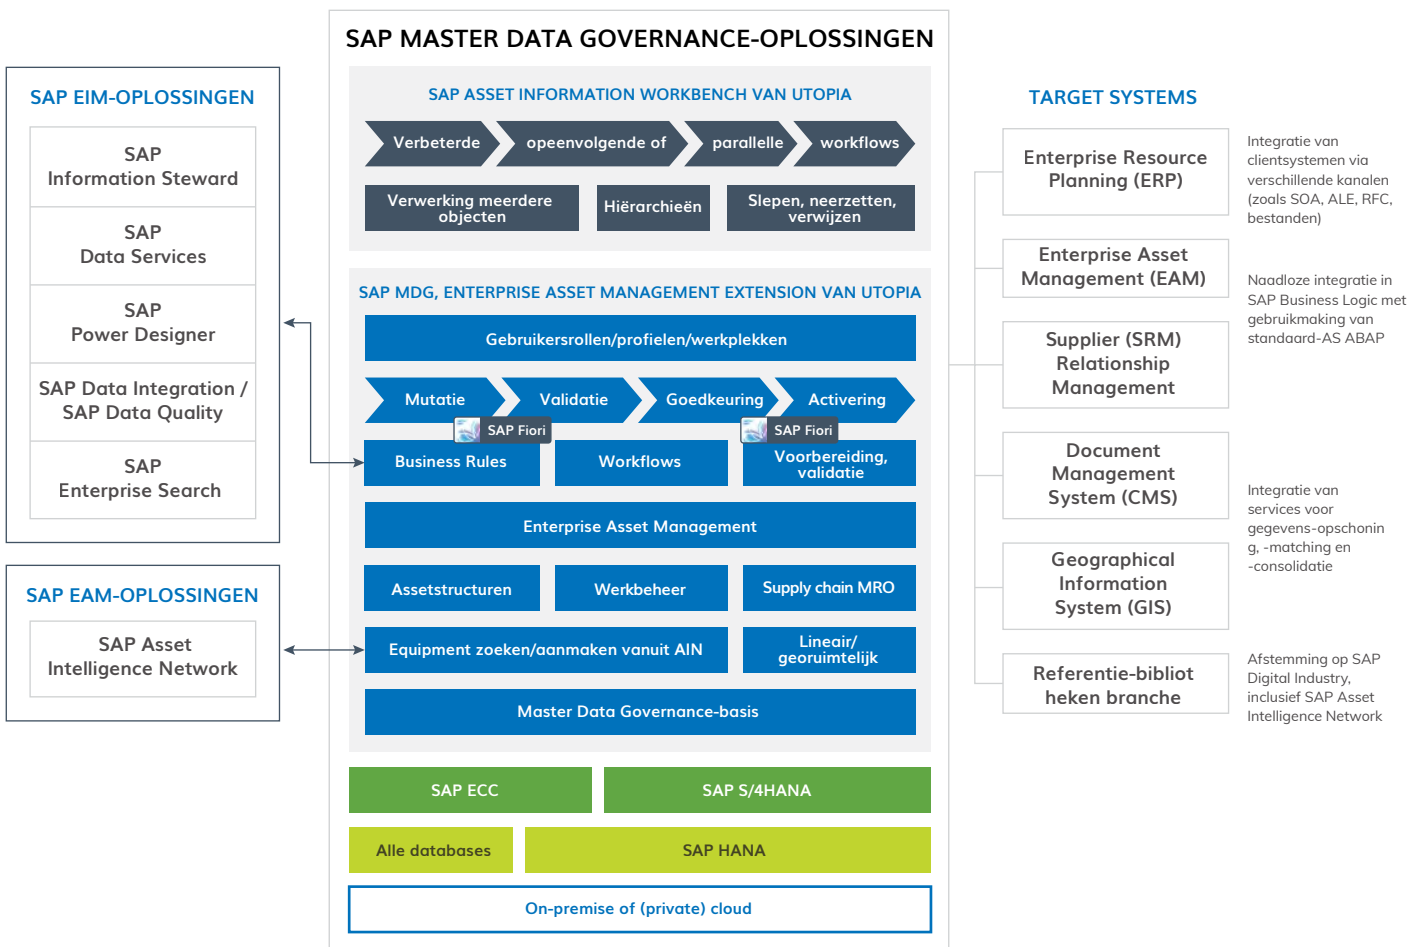 SAP MASTER DATA GOVERNANCE-OPLOSSINGEN
SAP EIM-OPLOSSINGEN
SAP
Information Steward
SAP
Data Services
SAP
Power Designer
SAP Data Integration /
SAP Data Quality
SAP
Enterprise Search
SAP EAM-OPLOSSINGEN
SAP Asset
Intelligence Network
SAP ASSET INFORMATION WORKBENCH VAN UTOPIA
Verbeterde
opeenvolgende of
parallelle
workflows
Verwerking meerdere
objecten
Hiërarchieën
Slepen, neerzetten,
verwijzen
SAP MDG, ENTERPRISE ASSET MANAGEMENT EXTENSION VAN UTOPIA
Gebruikersrollen/profielen/werkplekken
Mutatie
Validatie
Goedkeuring
Activering
SAP Fiori
SAP Fiori
Business Rules
Workflows
Voorbereiding,
validatie
Enterprise Asset Management
Assetstructuren
Werkbeheer
Supply chain MRO
Equipment zoeken/aanmaken vanuit AIN
Lineair/
georuimtelijk
Master Data Governance-basis
SAP ECC
SAP S/4HANA
Alle databases
SAP HANA
On-premise of (private) cloud
TARGET SYSTEMS
Enterprise Resource
Planning (ERP)
Enterprise Asset
Management (EAM)
Supplier (SRM)
Relationship
Management
Document
Management
System (CMS)
Geographical
Information
System (GIS)
Referentie-bibliot
heken branche
Integratie van
clientsystemen via
verschillende kanalen
(zoals SOA, ALE, RFC,
bestanden)
Naadloze integratie in
SAP Business Logic met
gebruikmaking van
standaard-AS ABAP
Integratie van
services voor
gegevens-opschonin
g, -matching en
-consolidatie
Afstemming op SAP
Digital Industry,
inclusief SAP Asset
Intelligence Network